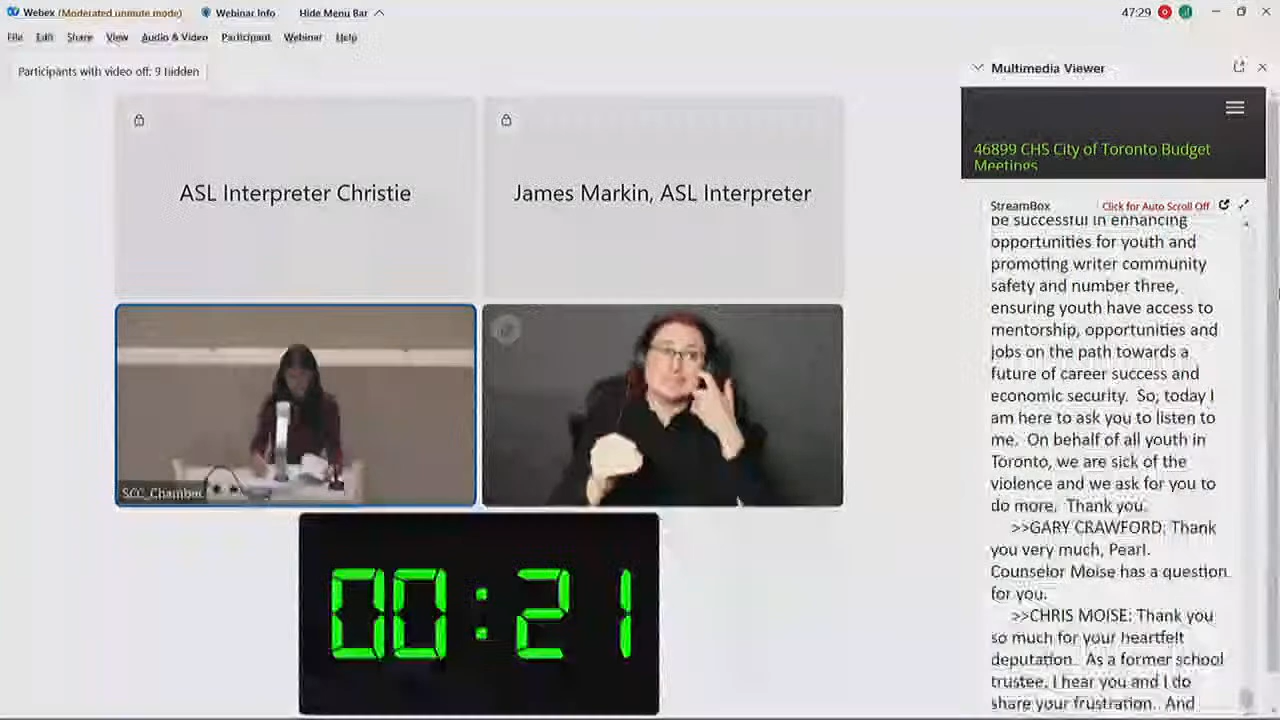 Webex (Moderated unmute mode) Webinar Info Hide Menu Bar 47:29
File Edit Share View Audio & Video Participant Webinar Help
Participants with video off: 9 hidden
Multimedia Viewer
46899 CHS City of Toronto Budget
Meetings
ASL Interpreter Christie
James Markin, ASL Interpreter
SCC_Chamber
00:21
StreamBox Click for Auto Scroll Off
be successful in enhancing
opportunities for youth and
promoting writer community
safety and number three,
ensuring youth have access to
mentorship, opportunities and
jobs on the path towards a
future of career success and
economic security. So, today I
am here to ask you to listen to
me. On behalf of all youth in
Toronto, we are sick of the
violence and we ask for you to
do more. Thank you.
>>GARY CRAWFORD: Thank
you very much, Pearl.
Counselor Moise has a question
for you.
>>CHRIS MOISE: Thank you
so much for your heartfelt
deputation. As a former school
trustee, I hear you and I do
share your frustration. And